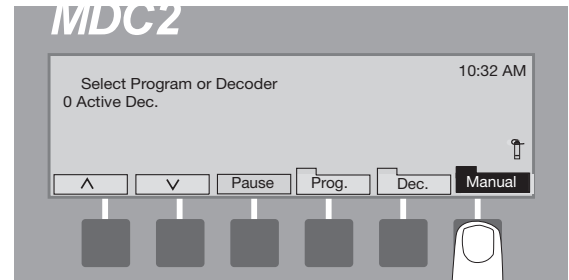 MDC2
10:32 AM
Select Program or Decoder
0 Active Dec.
Pause Prog. Dec. Manual